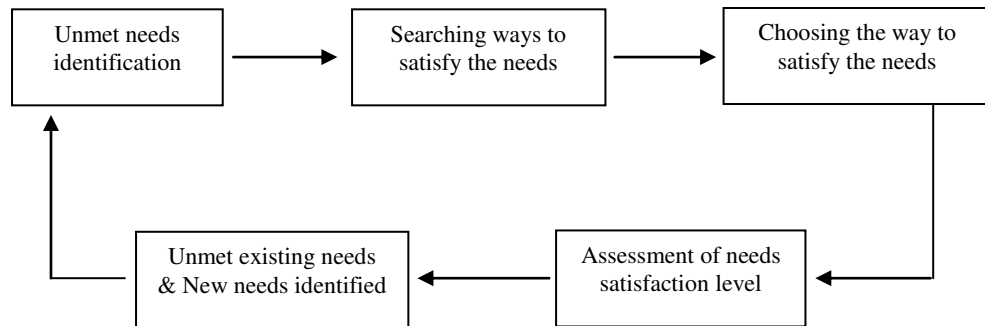 Unmet needs
identification
Searching ways to
satisfy the needs
Choosing the way to
satisfy the needs
Assessment of needs
satisfaction level
Unmet existing needs
& New needs identified